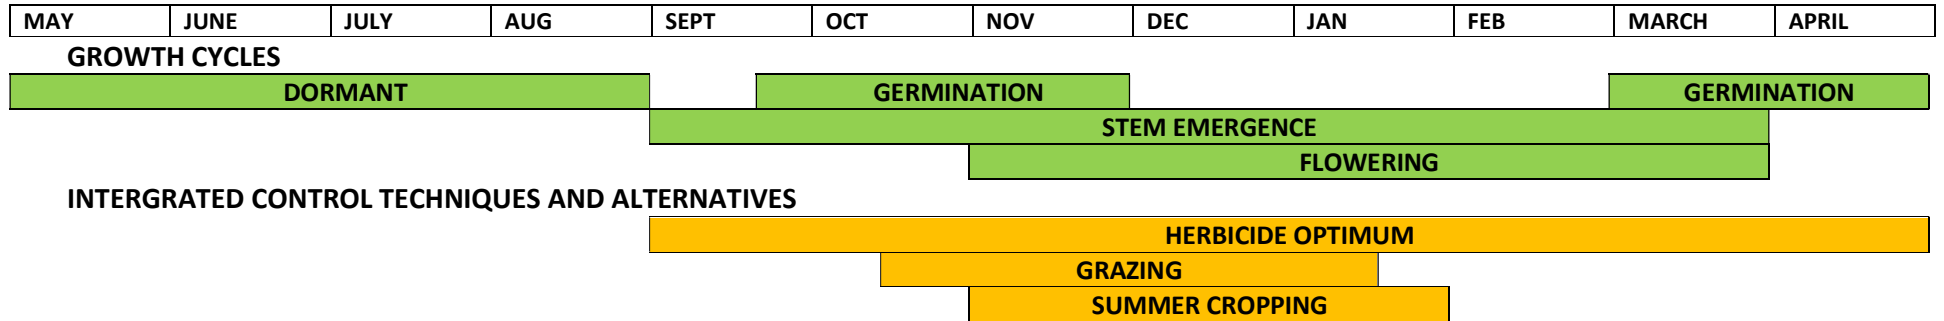 MAY JUNE JULY AUG SEPT OCT NOV DEC JAN FEB MARCH APRIL
GROWTH CYCLES
DORMANT GERMINATION GERMINATION
STEM EMERGENCE
FLOWERING
INTERGRATED CONTROL TECHNIQUES AND ALTERNATIVES
HERBICIDE OPTIMUM
GRAZING
SUMMER CROPPING